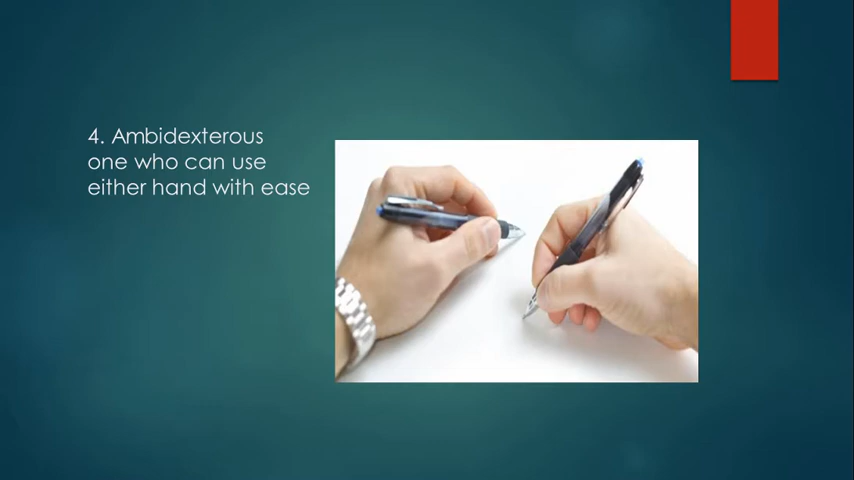 4. Ambidexterous
one who can use
either hand with ease